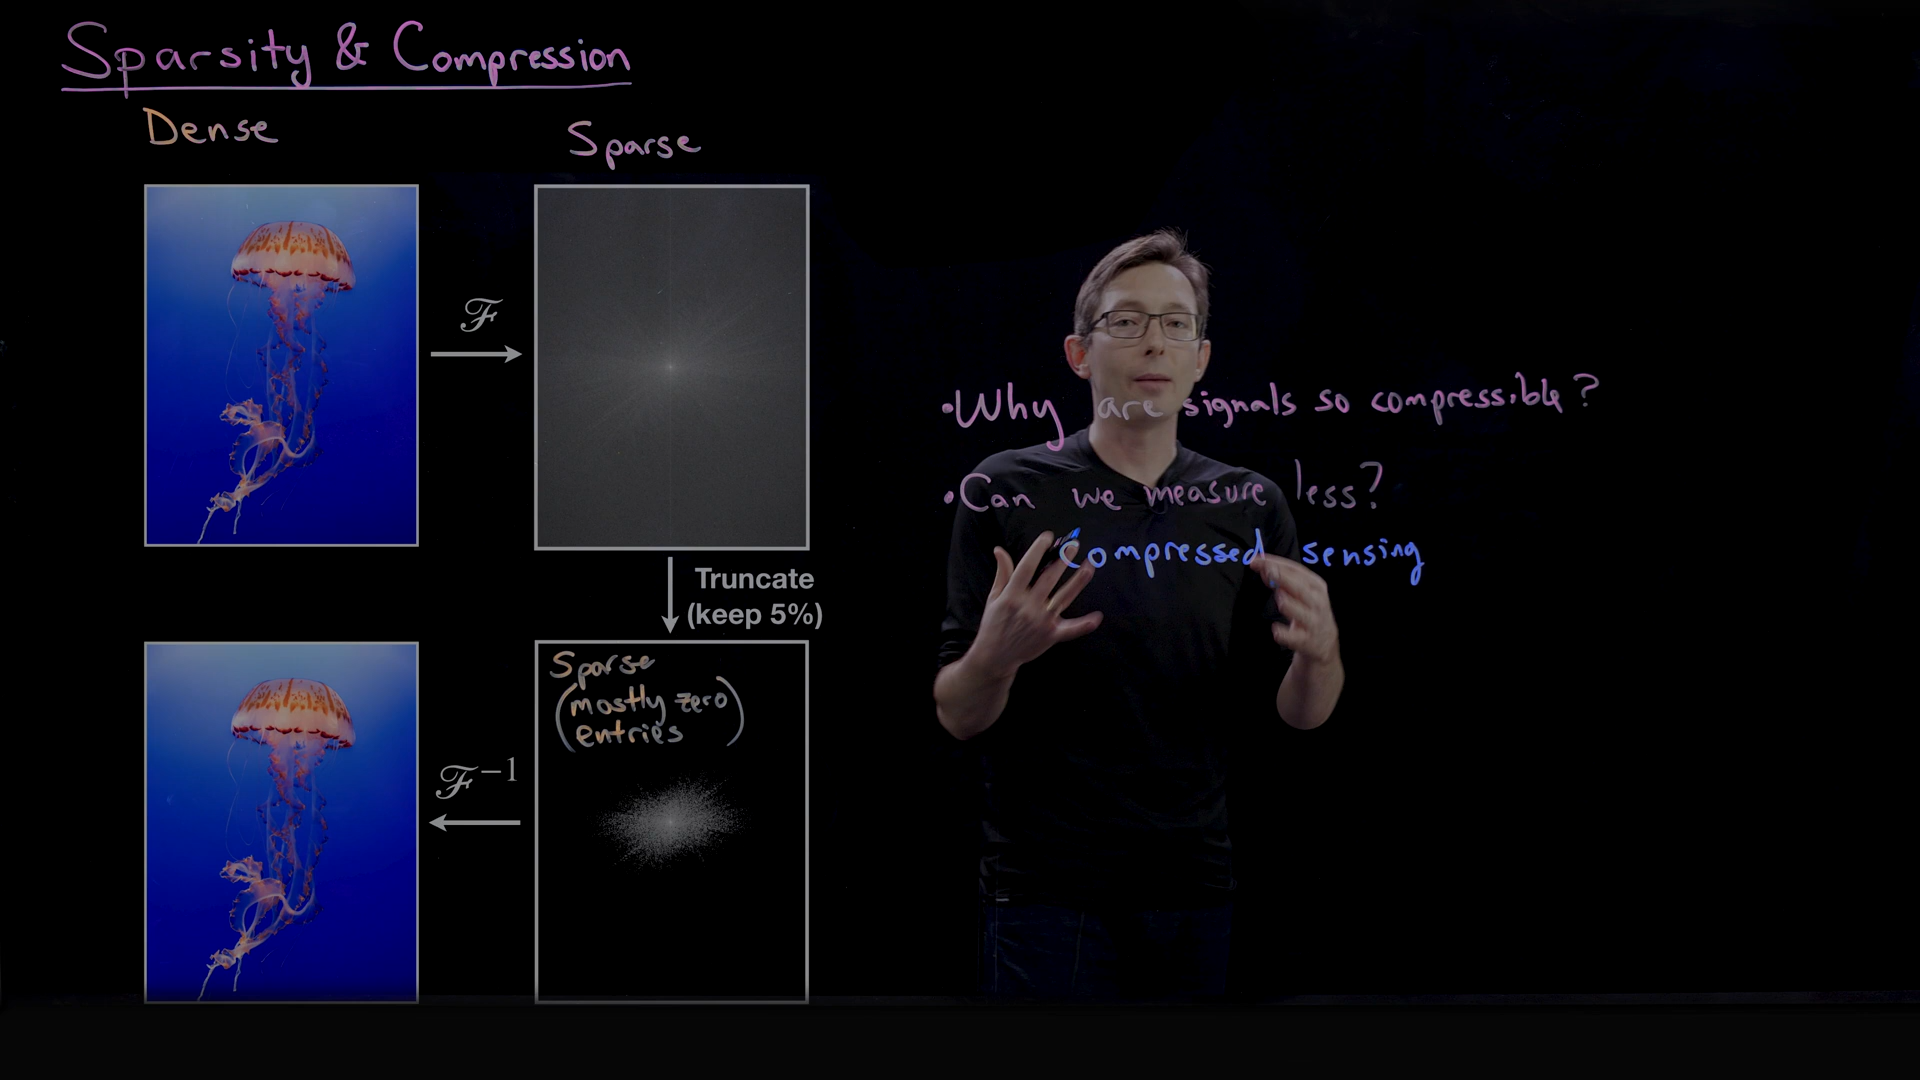 Sparsity & Compression
Dense
Sparse
ℱ
Truncate
(keep 5%)
Sparse
(mostly zero
entries)
ℱ⁻¹
•Why are signals so compressible?
•Can we measure less?
Compressed sensing